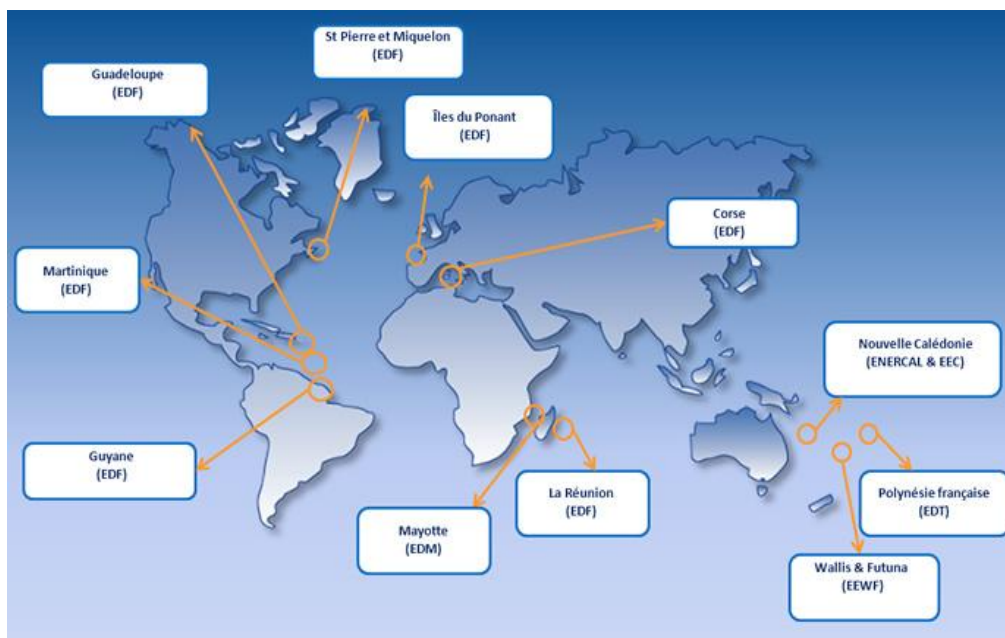 St Pierre et Miquelon
(EDF)
Guadeloupe
(EDF)
Îles du Ponant
(EDF)
Corse
(EDF)
Martinique
(EDF)
Nouvelle Calédonie
(ENERCAL & EEC)
Guyane
(EDF)
La Réunion
(EDF)
Polynésie française
(EDT)
Mayotte
(EDM)
Wallis & Futuna
(EEWF)